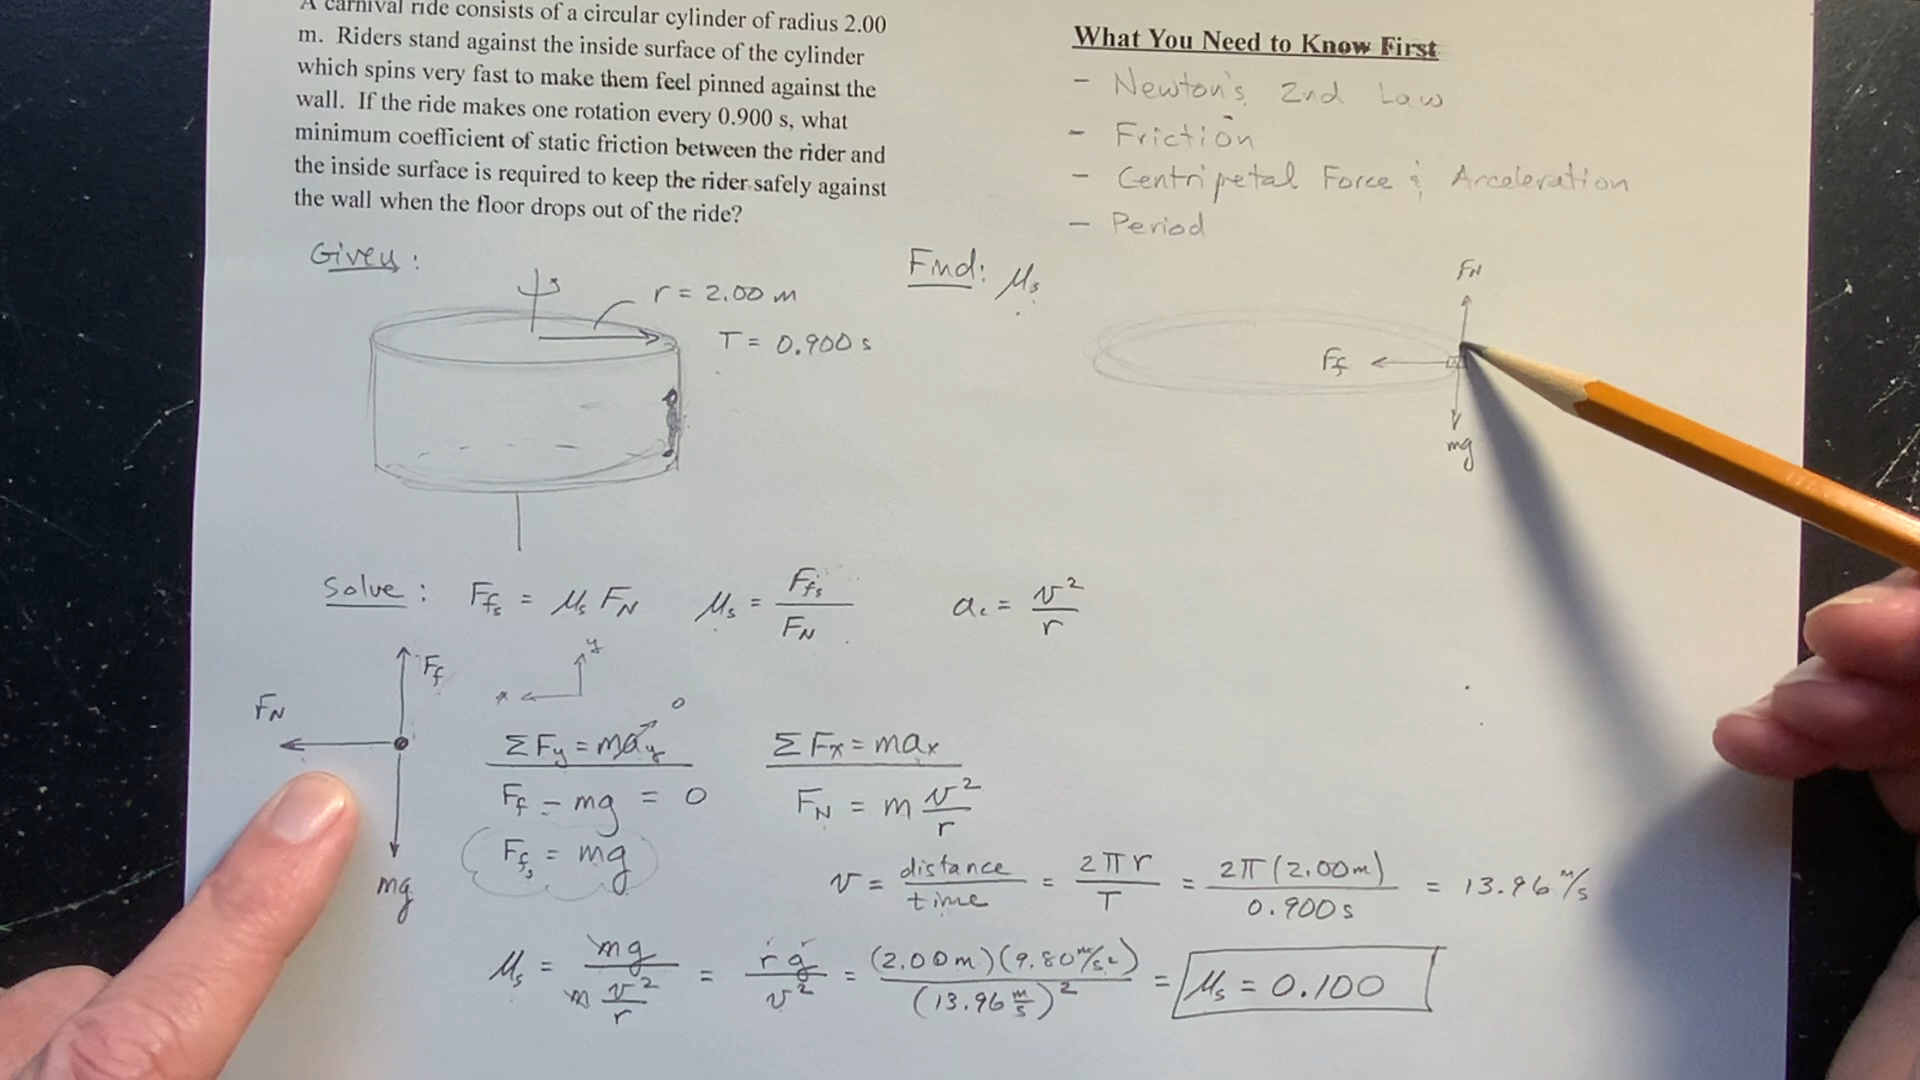 A carnival ride consists of a circular cylinder of radius 2.00
m. Riders stand against the inside surface of the cylinder
which spins very fast to make them feel pinned against the
wall. If the ride makes one rotation every 0.900 s, what
minimum coefficient of static friction between the rider and
the inside surface is required to keep the rider safely against
the wall when the floor drops out of the ride?
What You Need to Know First
- Newton's 2nd Law
- Friction
- Centripetal Force & Acceleration
- Period
Given:
r = 2.00 m
T = 0.900 s
Find: μs
FN
Ff
mg
Solve: Ffs = μs FN μs = Ffs / FN ac = v² / r
Ff
FN
mg
y
x
ΣFy = may 0
Ff - mg = 0
Ffs = mg
ΣFx = max
FN = m v² / r
v = distance / time = 2πr / T = 2π(2.00m) / 0.900s = 13.96 m/s
μs = mg / m v²/r = rg / v² = (2.00m)(9.80 m/s²) / (13.96 m/s)² = μs = 0.100